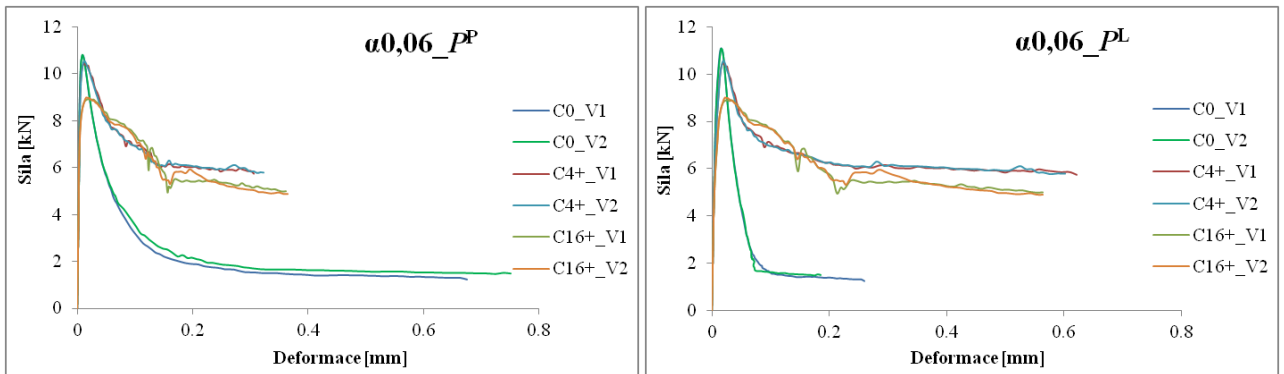 α0,06_Pᴾ
12
10
8
6
4
2
0
Síla [kN]
0
0.2
0.4
0.6
0.8
Deformace [mm]
C0_V1
C0_V2
C4+_V1
C4+_V2
C16+_V1
C16+_V2
α0,06_Pᴸ
12
10
8
6
4
2
0
Síla [kN]
0
0.2
0.4
0.6
0.8
Deformace [mm]
C0_V1
C0_V2
C4+_V1
C4+_V2
C16+_V1
C16+_V2